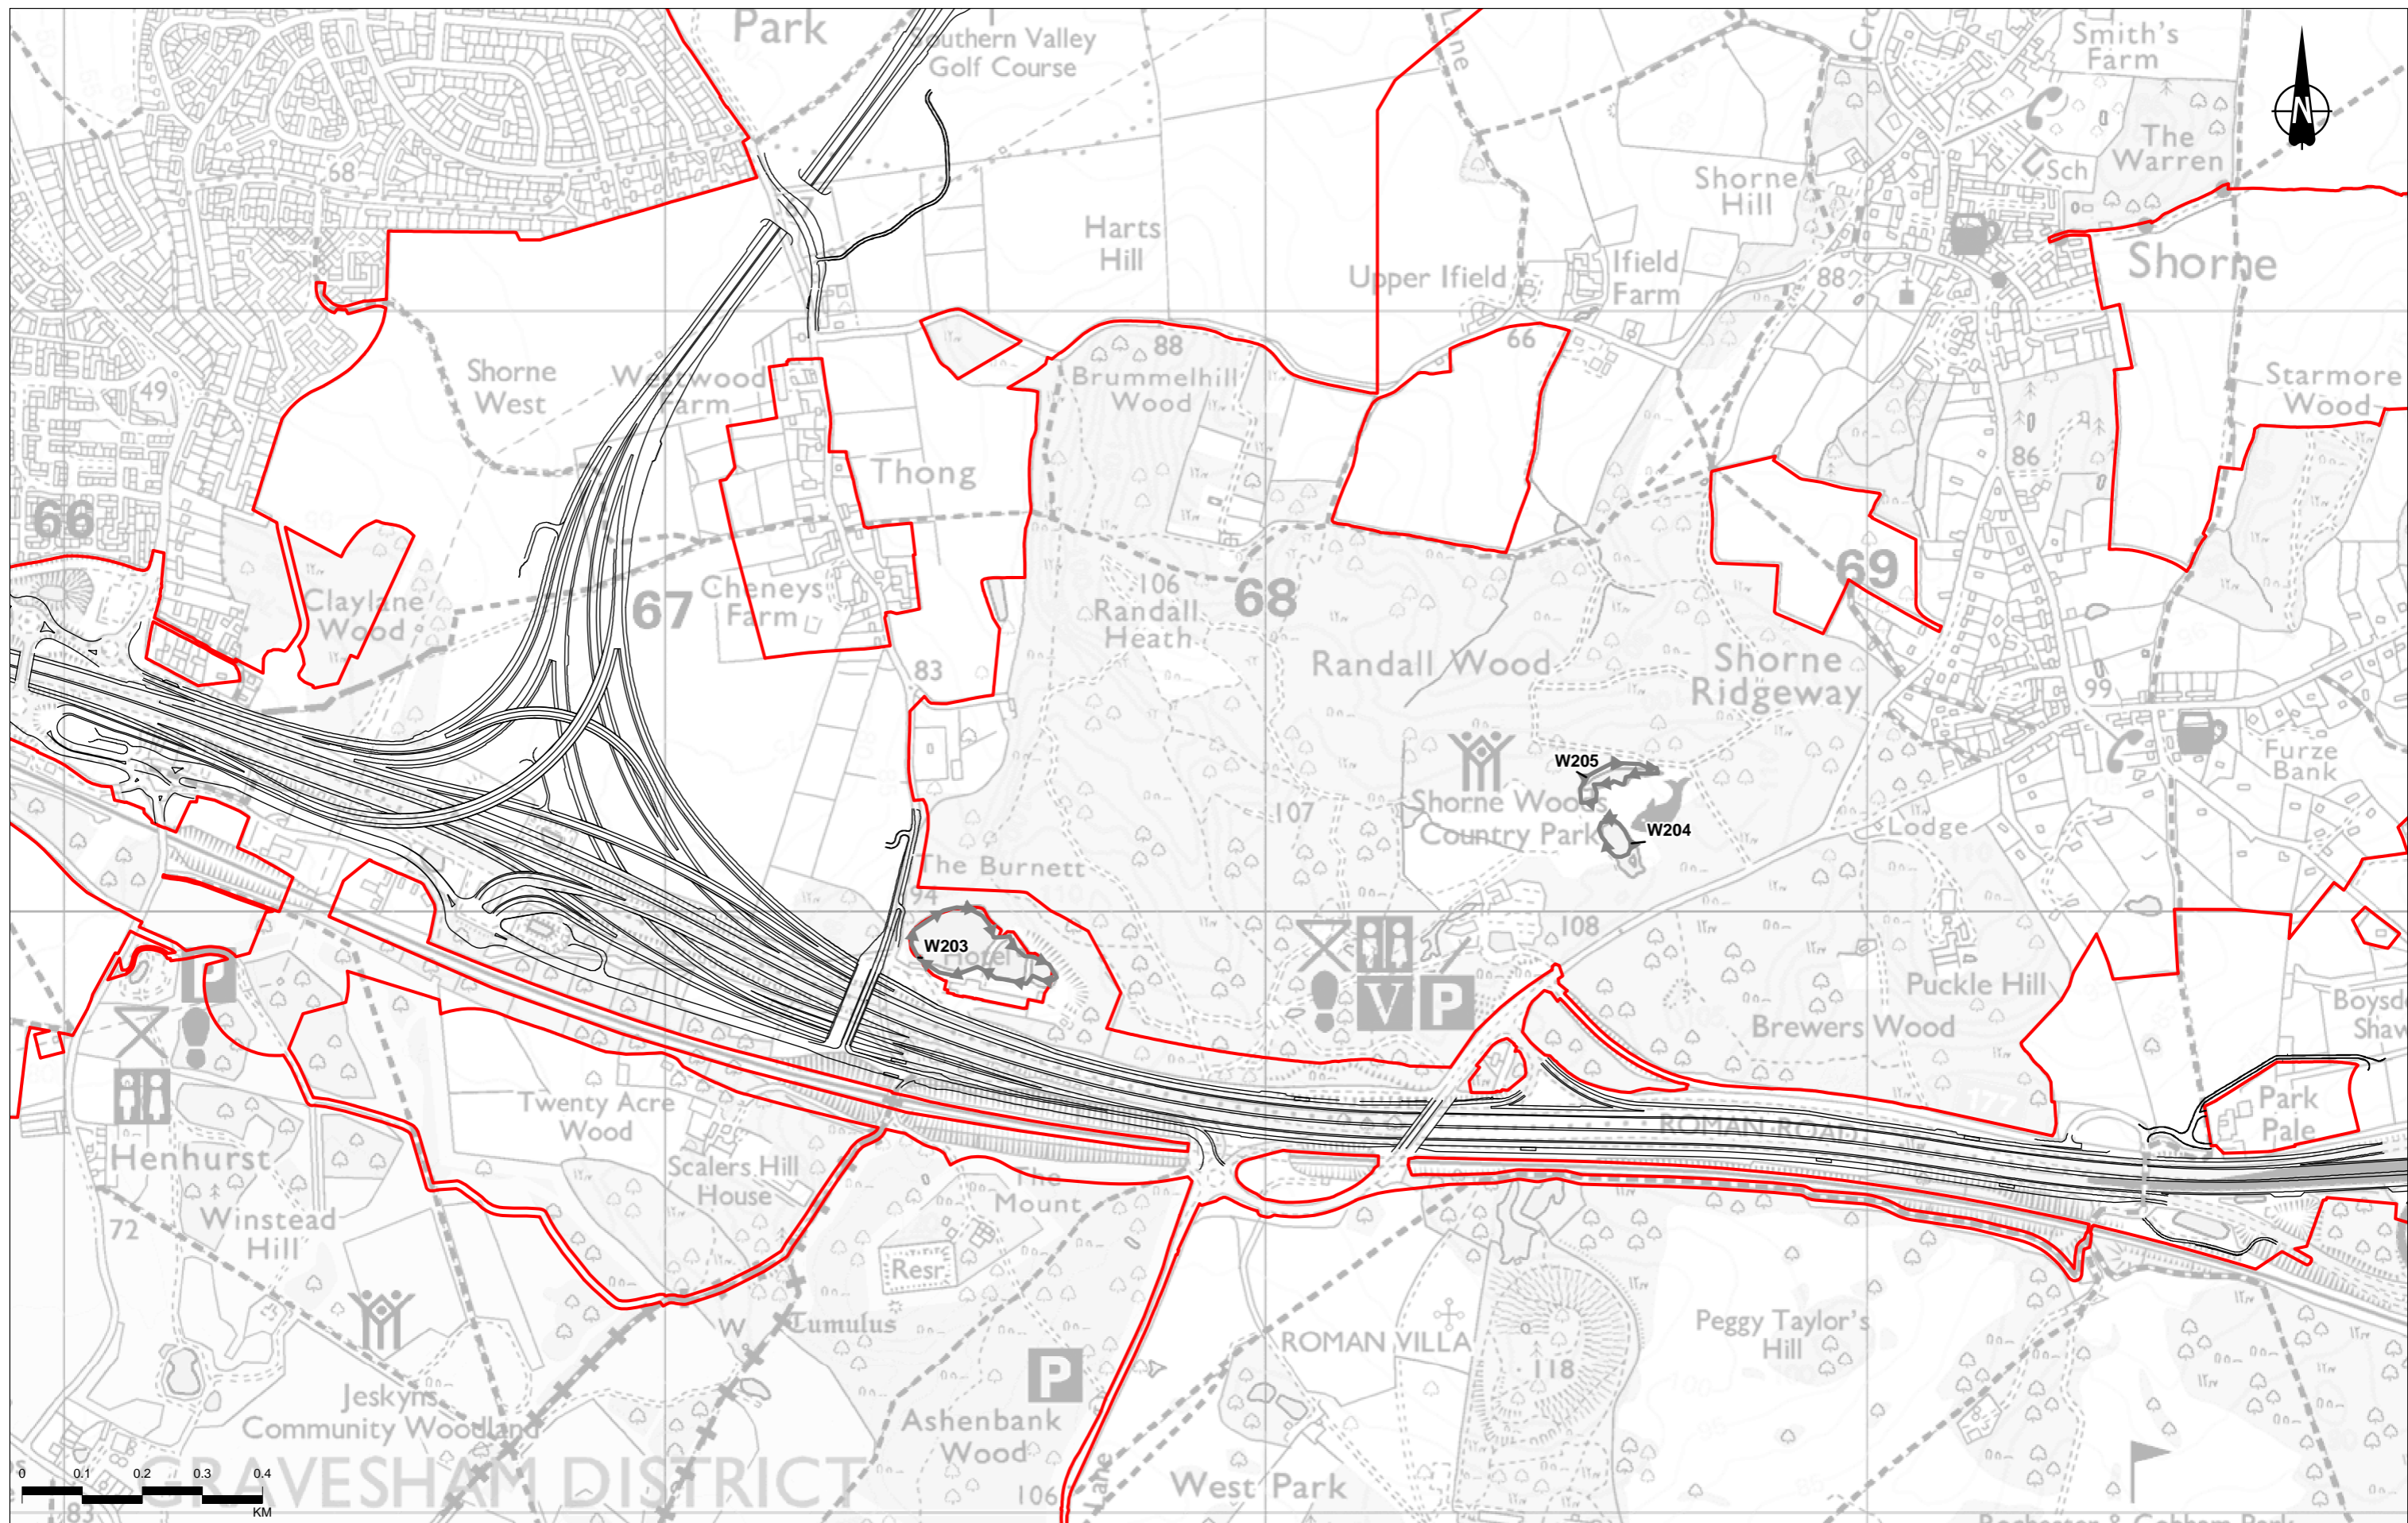 Park
Southern Valley
Golf Course
Smith's
Farm
N
The
Warren
Sch
68
Shorne
Hill
Harts
Hill
Upper Ifield
Ifield
Farm
88
Shorne
66
Shorne
West
Westwood
Farm
88
Brummelhill
Wood
Starmore
Wood
49
Thong
86
66
Claylane
Wood
67
Cheneys
Farm
106
Randall
Heath
68
69
Randall Wood
Shorne
Ridgeway
83
99
W205
Shorne Woods
Country Park
W204
107
Lodge
Furze
Bank
The Burnett
94
W203
Hotel
108
Puckle Hill
Brewers Wood
P
V
P
Twenty Acre
Wood
177
ROMAN ROAD
Park
Pale
Henhurst
Scalers Hill
House
The
Mount
72
Winstead
Hill
Resr
W
Tumulus
ROMAN VILLA
118
Peggy Taylor's
Hill
Jeskyns
Community Woodland
P
Ashenbank
Wood
West Park
106
Lane
GRAVESHAM DISTRICT
0 0.1 0.2 0.3 0.4
KM
83